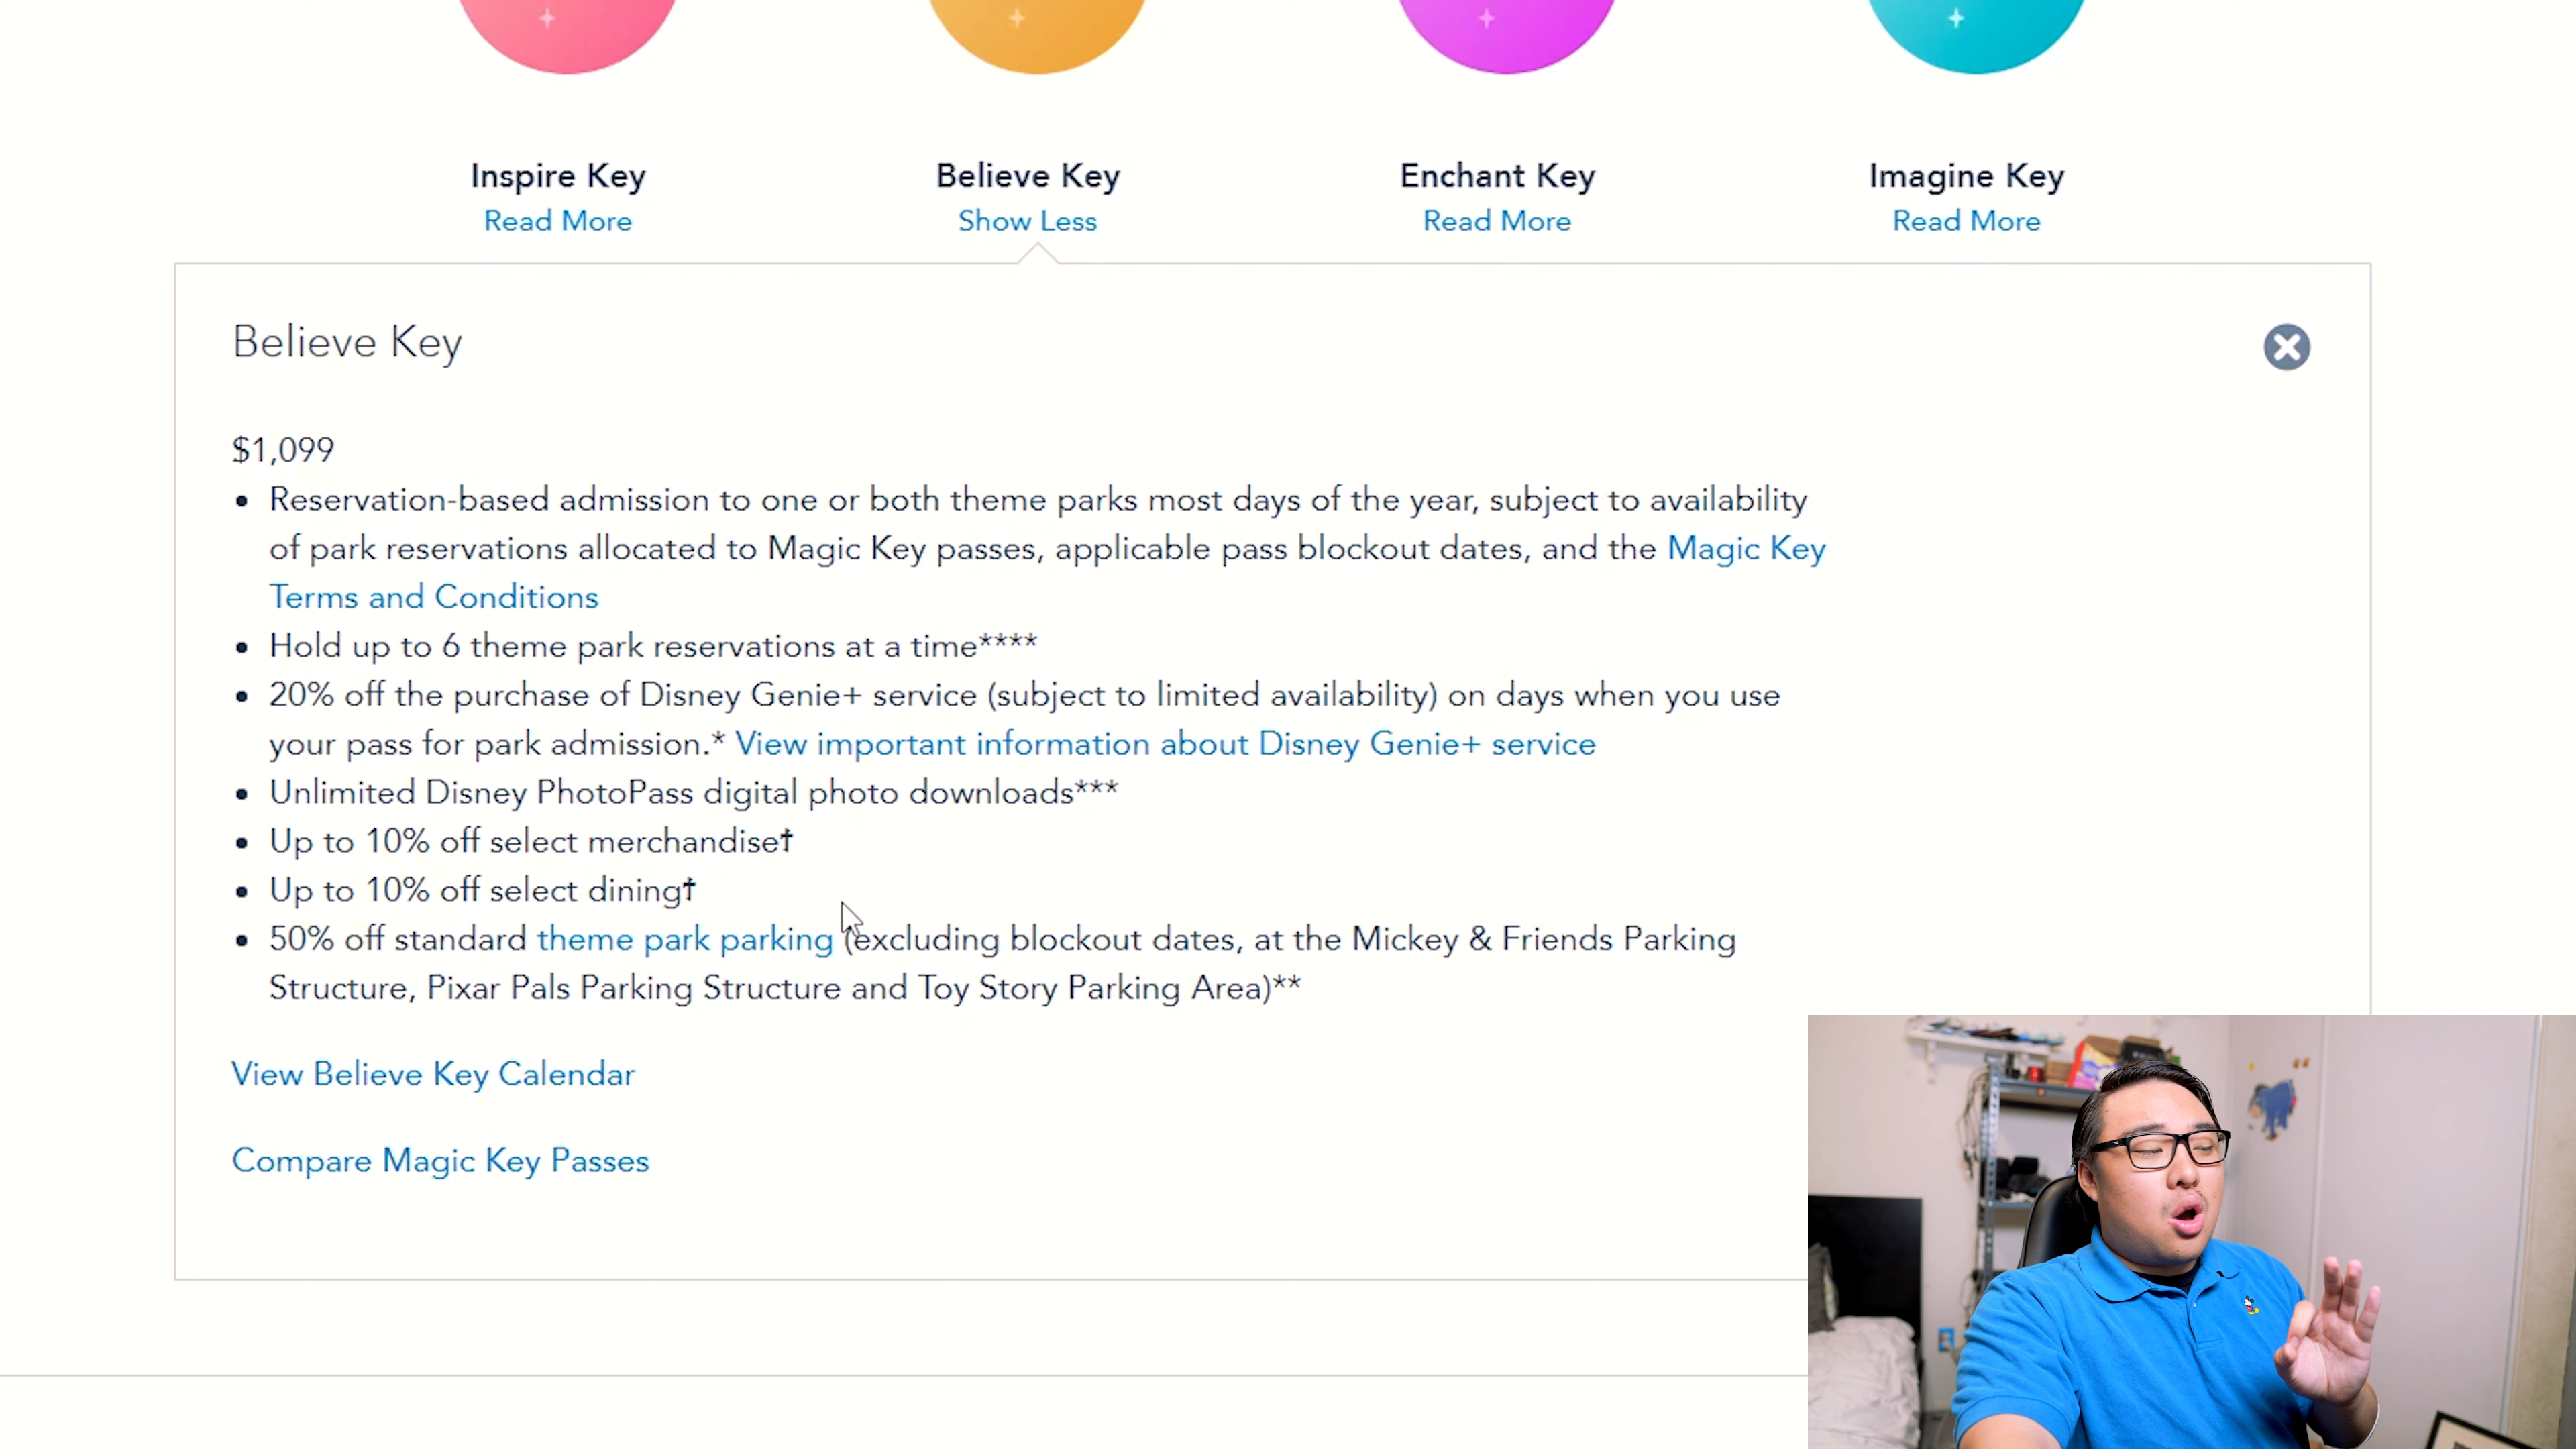 Inspire Key
Read More
Believe Key
Show Less
Enchant Key
Read More
Imagine Key
Read More
Believe Key
$1,099
• Reservation-based admission to one or both theme parks most days of the year, subject to availability
of park reservations allocated to Magic Key passes, applicable pass blockout dates, and the Magic Key
Terms and Conditions
• Hold up to 6 theme park reservations at a time****
• 20% off the purchase of Disney Genie+ service (subject to limited availability) on days when you use
your pass for park admission.* View important information about Disney Genie+ service
• Unlimited Disney PhotoPass digital photo downloads***
• Up to 10% off select merchandise†
• Up to 10% off select dining†
• 50% off standard theme park parking (excluding blockout dates, at the Mickey & Friends Parking
Structure, Pixar Pals Parking Structure and Toy Story Parking Area)**
View Believe Key Calendar
Compare Magic Key Passes